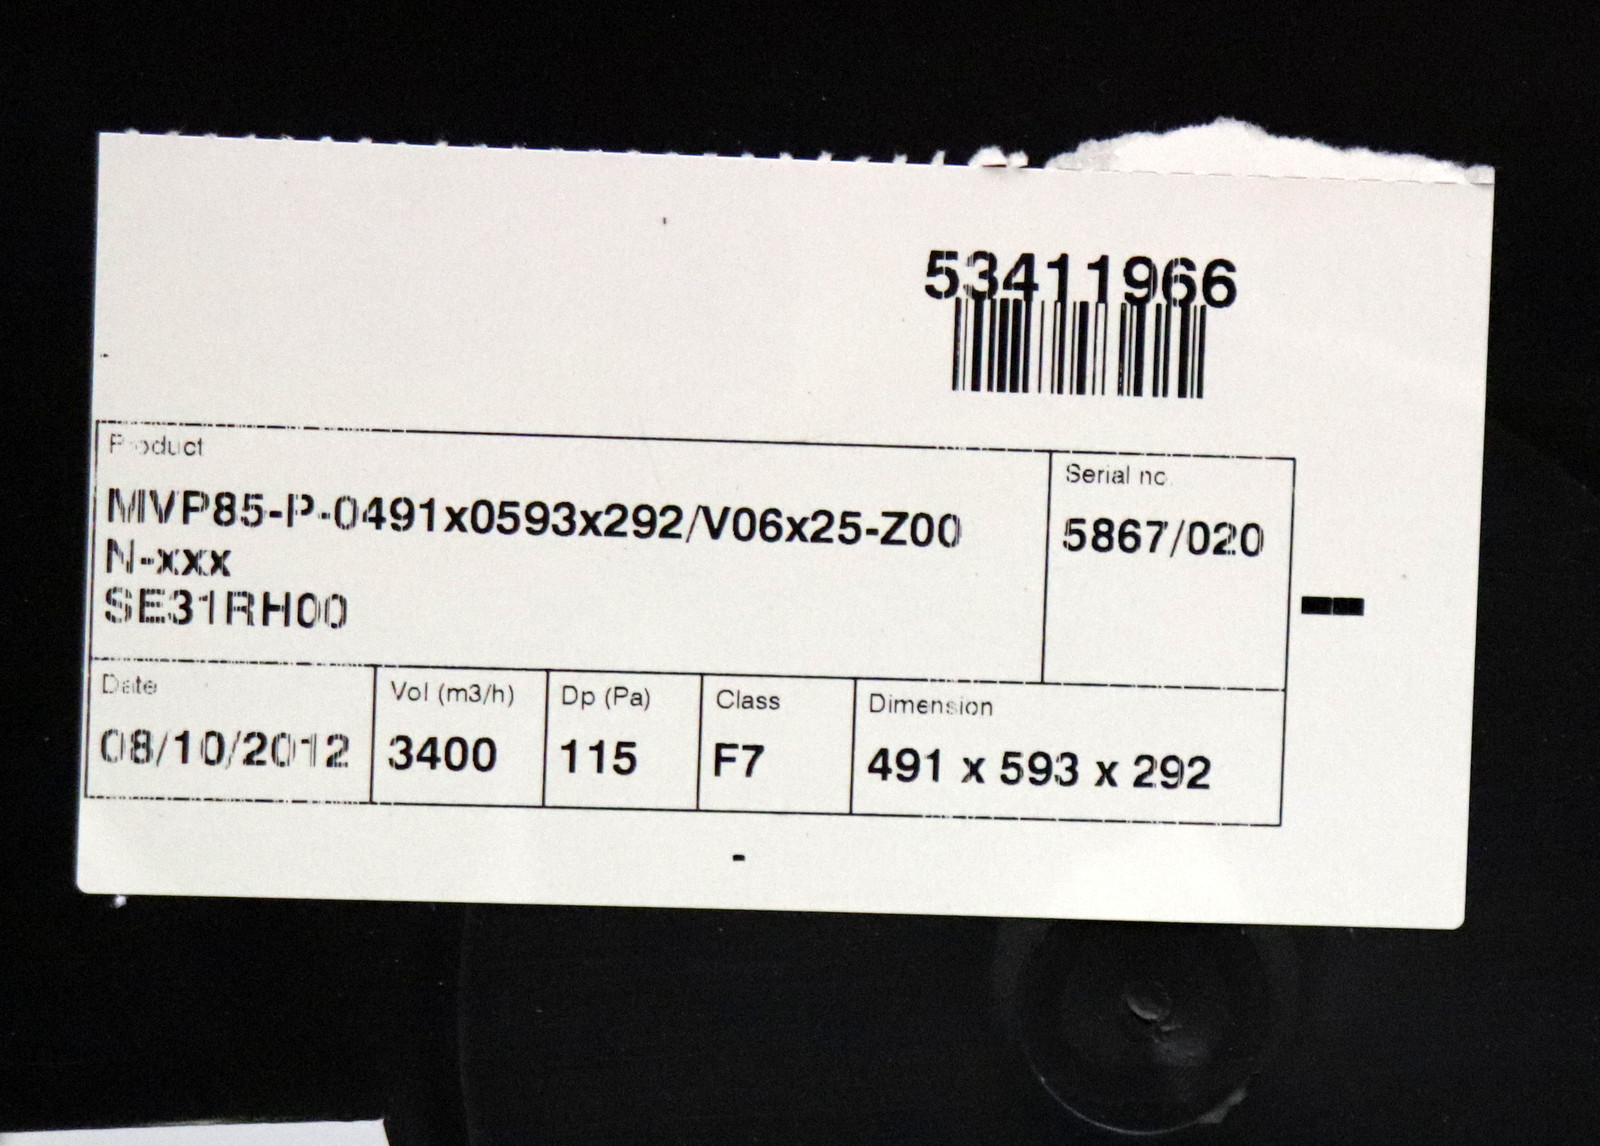 53411966
Product
MVP85-P-0491x0593x292/V06x25-Z00
N-xxx
SE31RH00
Serial no.
5867/020
Date
08/10/2012
Vol (m3/h)
3400
Dp (Pa)
115
Class
F7
Dimension
491 x 593 x 292